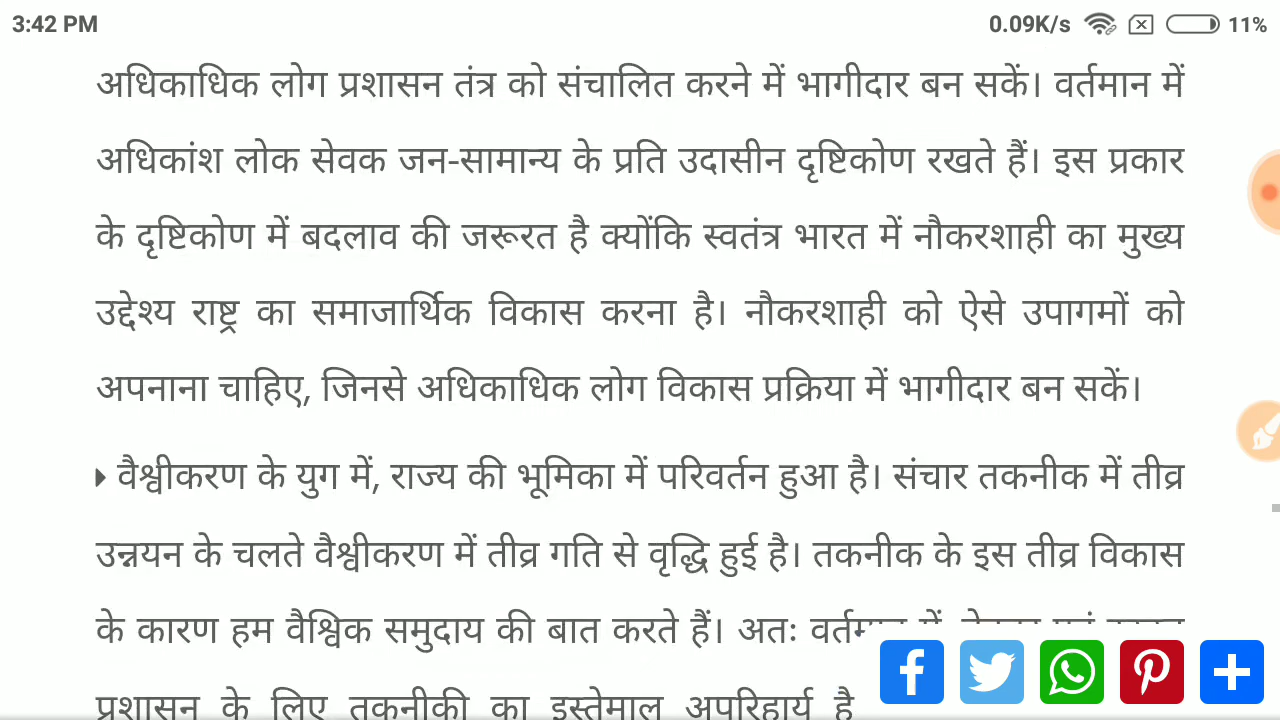 3:42 PM
0.09K/s
11%
अधिकाधिक लोग प्रशासन तंत्र को संचालित करने में भागीदार बन सकें। वर्तमान में
अधिकांश लोक सेवक जन-सामान्य के प्रति उदासीन दृष्टिकोण रखते हैं। इस प्रकार
के दृष्टिकोण में बदलाव की जरूरत है क्योंकि स्वतंत्र भारत में नौकरशाही का मुख्य
उद्देश्य राष्ट्र का समाजार्थिक विकास करना है। नौकरशाही को ऐसे उपागमों को
अपनाना चाहिए, जिनसे अधिकाधिक लोग विकास प्रक्रिया में भागीदार बन सकें।
वैश्वीकरण के युग में, राज्य की भूमिका में परिवर्तन हुआ है। संचार तकनीक में तीव्र
उन्नयन के चलते वैश्वीकरण में तीव्र गति से वृद्धि हुई है। तकनीक के इस तीव्र विकास
के कारण हम वैश्विक समुदाय की बात करते हैं। अतः वर्तमान में
प्रशासन के लिए तकनीकी का इस्तेमाल अपरिहार्य है